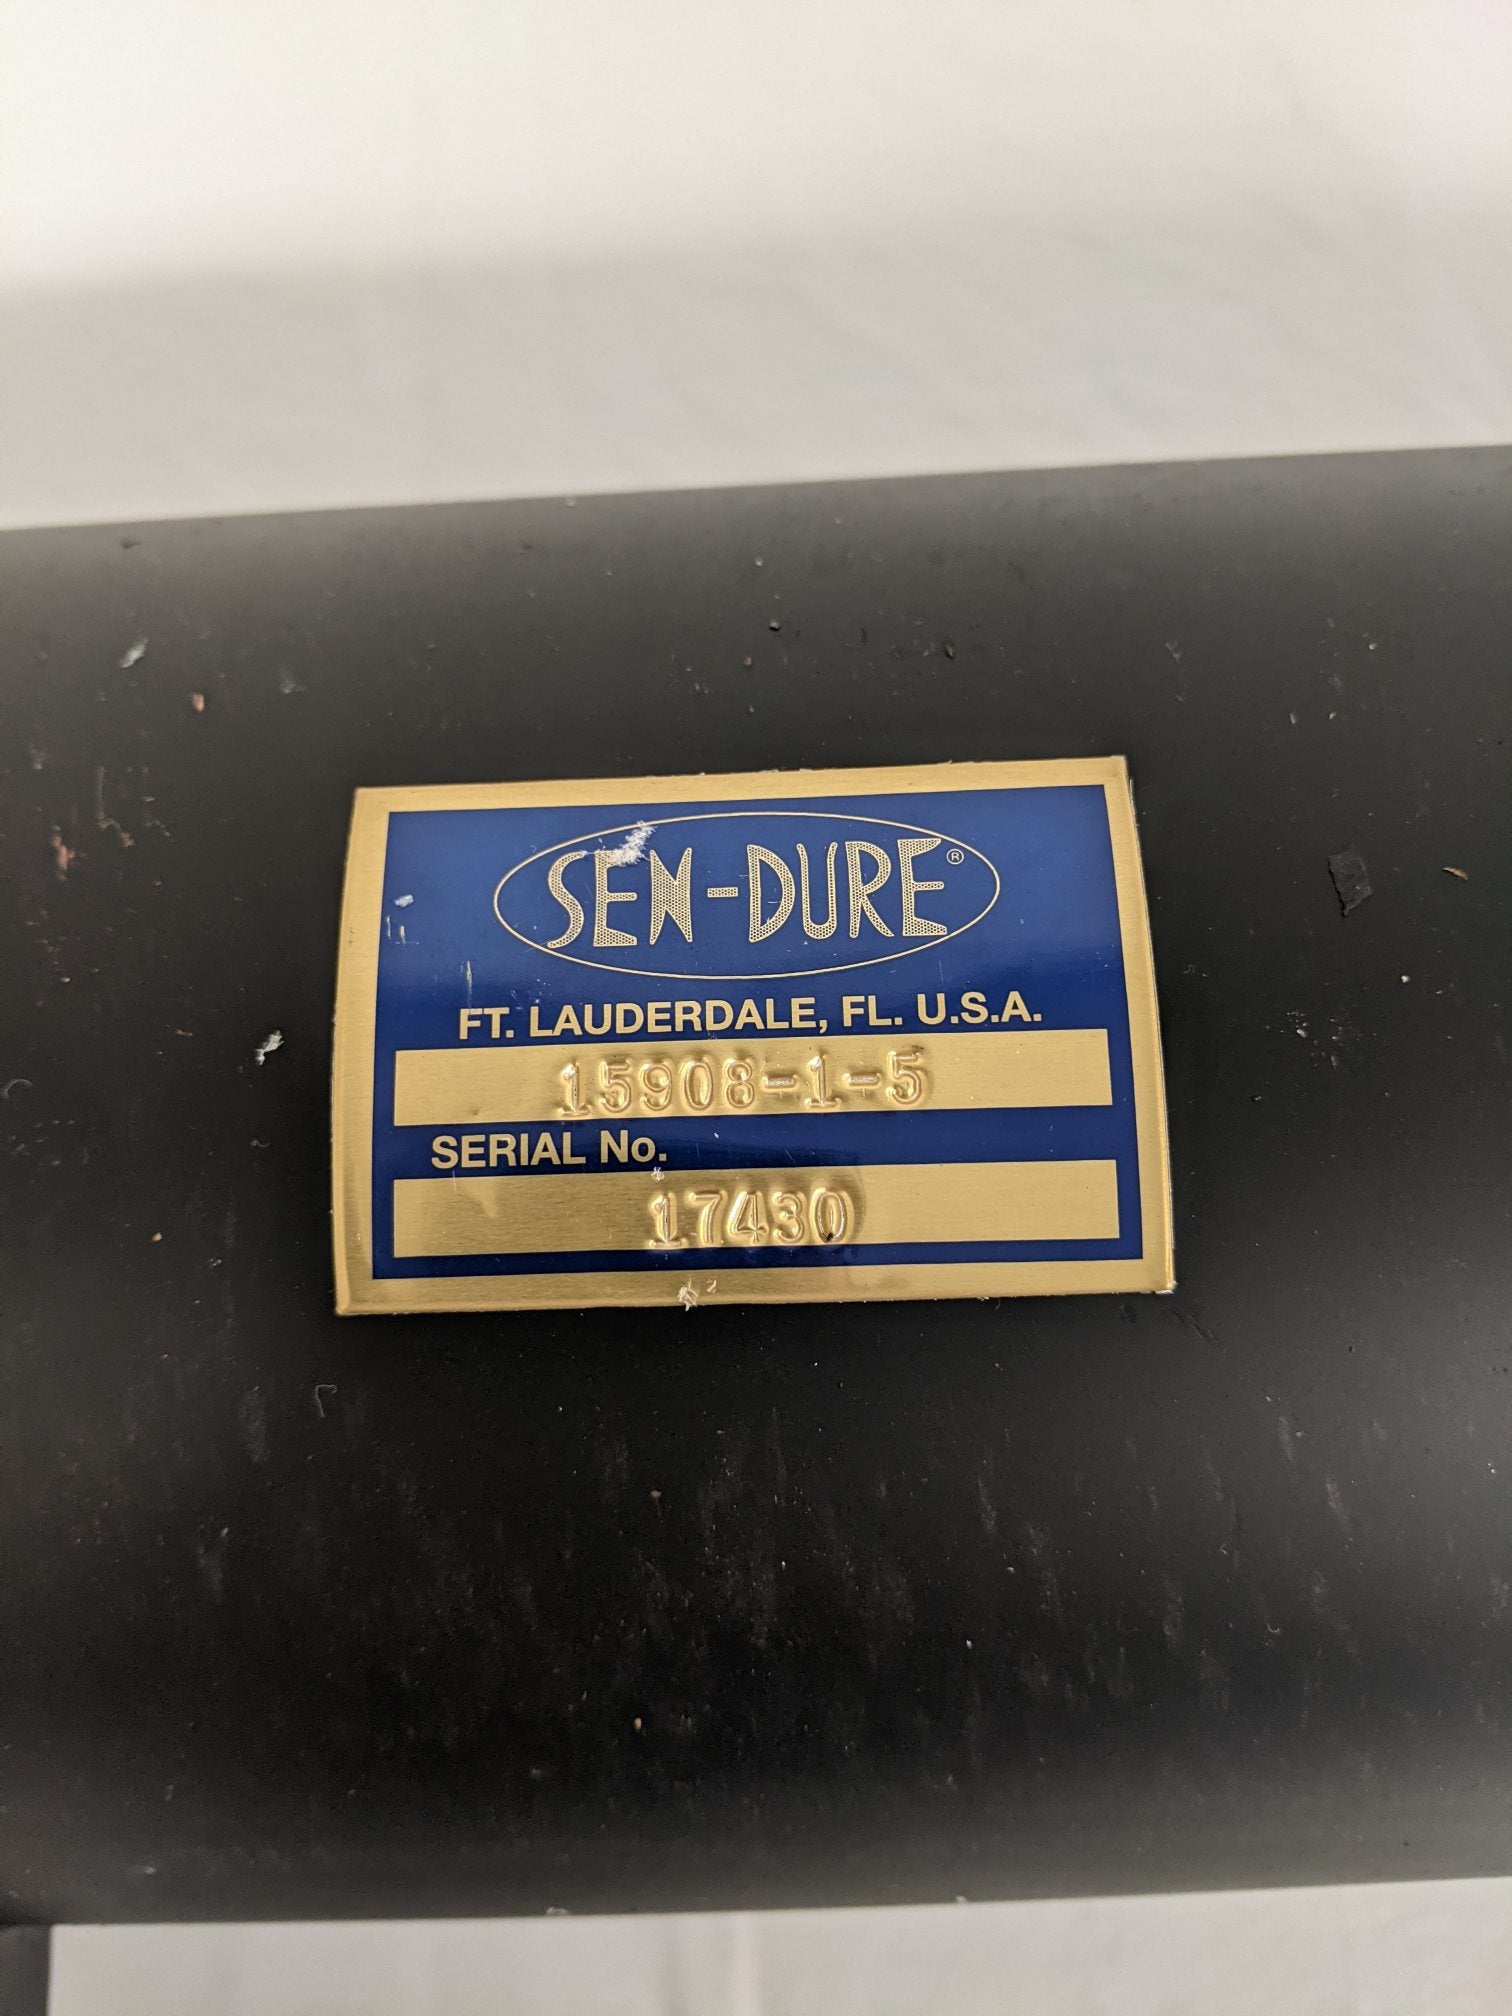 SEN-DURE®
FT. LAUDERDALE, FL. U.S.A.
15908-1-5
SERIAL No.
17430